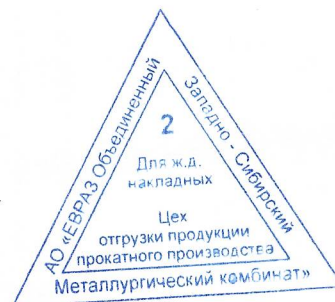 АО «ЕВРАЗ Объединенный
Западно - Сибирский
Металлургический комбинат»
2
Для ж.д.
накладных
Цех
отгрузки продукции
прокатного производства